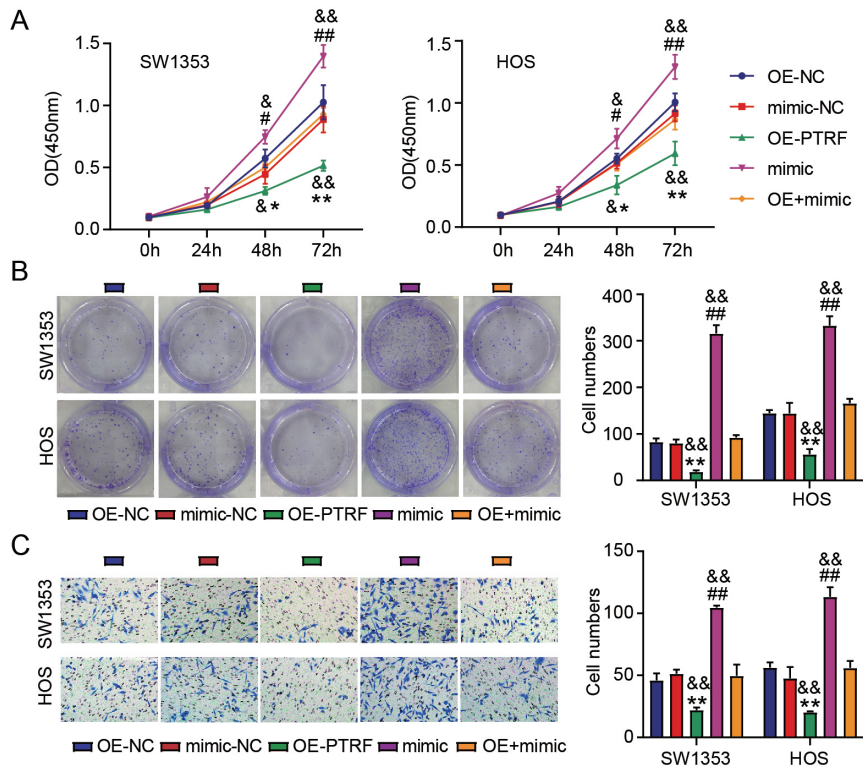 A
SW1353
HOS
OD(450nm)
1.5
1.0
0.5
0.0
0h
24h
48h
72h
&
#
&&
##
&*
&&
**
OD(450nm)
1.5
1.0
0.5
0.0
0h
24h
48h
72h
&
#
&&
##
&*
&&
**
OE-NC
mimic-NC
OE-PTRF
mimic
OE+mimic
B
SW1353
HOS
OE-NC mimic-NC OE-PTRF mimic OE+mimic
Cell numbers
400
300
200
100
0
&&
**
&&
##
&&
**
&&
##
SW1353
HOS
C
SW1353
HOS
OE-NC mimic-NC OE-PTRF mimic OE+mimic
Cell numbers
150
100
50
0
&&
**
&&
##
&&
**
&&
##
SW1353
HOS